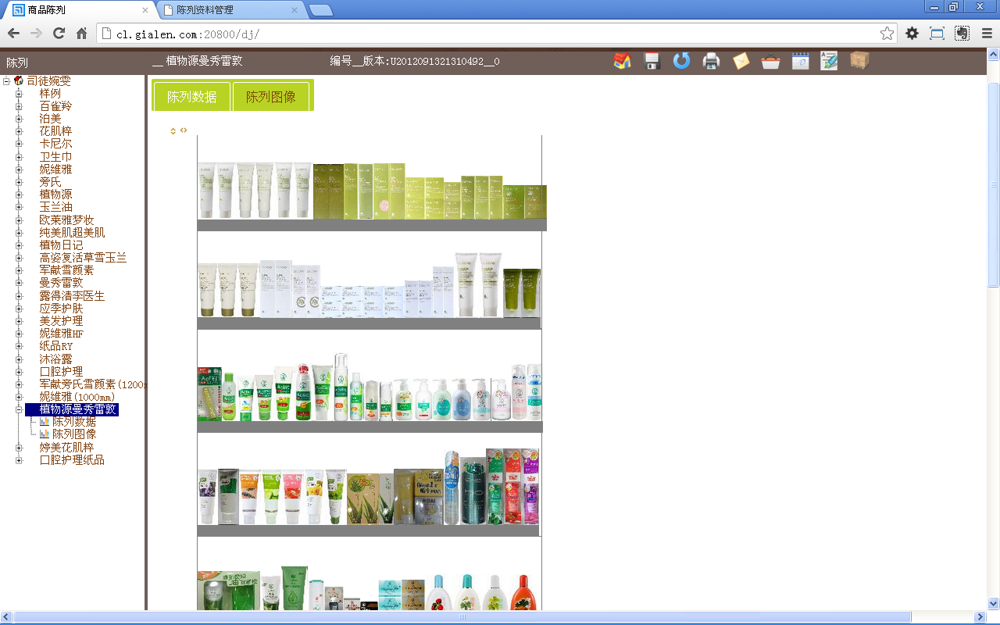 商品陈列
陈列资料管理
cl.gialen.com:20800/dj/
陈列
__ 植物源曼秀雷敦
编号__版本:U2012091321310492__0
司徒婉雯
样例
百雀羚
泊美
花肌粹
卡尼尔
卫生巾
妮维雅
旁氏
植物源
玉兰油
欧莱雅梦妆
纯美肌超美肌
植物日记
高姿复活草雪玉兰
军献雪颜素
曼秀雷敦
露得清李医生
应季护肤
美发护理
妮维雅HF
纸品RY
沐浴露
口腔护理
军献旁氏雪颜素(1200
妮维雅(1000mm)
植物源曼秀雷敦
陈列数据
陈列图像
婷美花肌粹
口腔护理纸品
陈列数据
陈列图像